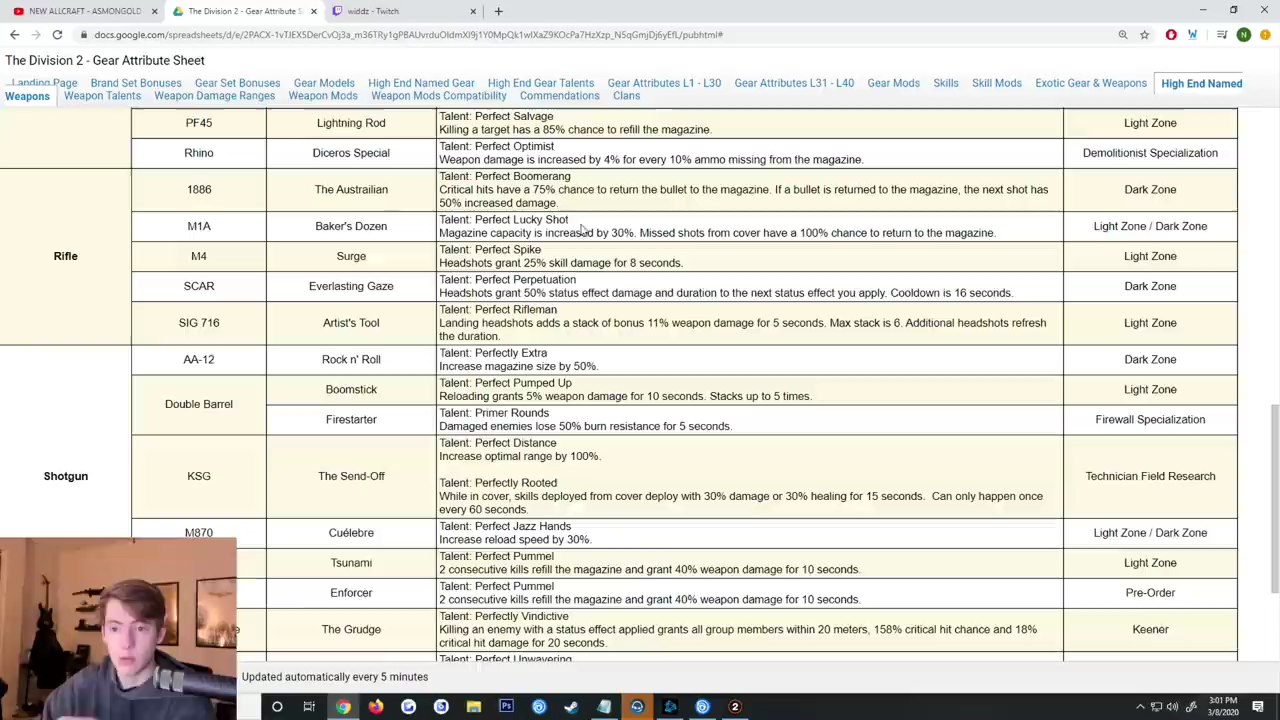 NEW ALLCRAFT - ASMONGOLD
The Division 2 - Gear Attribute S
widdz - Twitch
docs.google.com/spreadsheets/d/e/2PACX-1vTJEX5DerCvOj3a_m36TRy1gP8AUvrduOldmXl9j1Y0MpQk1wIXaZ9KOcPa7HzXzp_N5qGmjDj6yEfL/pubhtml#
The Division 2 - Gear Attribute Sheet
Landing Page Brand Set Bonuses Gear Set Bonuses Gear Models High End Named Gear High End Gear Talents Gear Attributes L1 - L30 Gear Attributes L31 - L40 Gear Mods Skills Skill Mods Exotic Gear & Weapons High End Named
Weapons Weapon Talents Weapon Damage Ranges Weapon Mods Weapon Mods Compatibility Commendations Clans
PF45 Lightning Rod Talent: Perfect Salvage
Killing a target has a 85% chance to refill the magazine. Light Zone
Rhino Diceros Special Talent: Perfect Optimist
Weapon damage is increased by 4% for every 10% ammo missing from the magazine. Demolitionist Specialization
Rifle
1886 The Austrailian Talent: Perfect Boomerang
Critical hits have a 75% chance to return the bullet to the magazine. If a bullet is returned to the magazine, the next shot has
50% increased damage. Dark Zone
M1A Baker's Dozen Talent: Perfect Lucky Shot
Magazine capacity is increased by 30%. Missed shots from cover have a 100% chance to return to the magazine. Light Zone / Dark Zone
M4 Surge Talent: Perfect Spike
Headshots grant 25% skill damage for 8 seconds. Light Zone
SCAR Everlasting Gaze Talent: Perfect Perpetuation
Headshots grant 50% status effect damage and duration to the next status effect you apply. Cooldown is 16 seconds. Dark Zone
SIG 716 Artist's Tool Talent: Perfect Rifleman
Landing headshots adds a stack of bonus 11% weapon damage for 5 seconds. Max stack is 6. Additional headshots refresh
the duration. Light Zone
Shotgun
AA-12 Rock n' Roll Talent: Perfectly Extra
Increase magazine size by 50%. Dark Zone
Double Barrel Boomstick Talent: Perfect Pumped Up
Reloading grants 5% weapon damage for 10 seconds. Stacks up to 5 times. Light Zone
Firestarter Talent: Primer Rounds
Damaged enemies lose 50% burn resistance for 5 seconds. Firewall Specialization
KSG The Send-Off Talent: Perfect Distance
Increase optimal range by 100%.
Talent: Perfectly Rooted
While in cover, skills deployed from cover deploy with 30% damage or 30% healing for 15 seconds. Can only happen once
every 60 seconds. Technician Field Research
M870 Cuélebre Talent: Perfect Jazz Hands
Increase reload speed by 30%. Light Zone / Dark Zone
Tsunami Talent: Perfect Pummel
2 consecutive kills refill the magazine and grant 40% weapon damage for 10 seconds. Light Zone
Enforcer Talent: Perfect Pummel
2 consecutive kills refill the magazine and grant 40% weapon damage for 10 seconds. Pre-Order
The Grudge Talent: Perfectly Vindictive
Killing an enemy with a status effect applied grants all group members within 20 meters, 158% critical hit chance and 18%
critical hit damage for 20 seconds. Keener
Talent: Perfect Unwavering
Updated automatically every 5 minutes
3:01 PM
3/8/2020